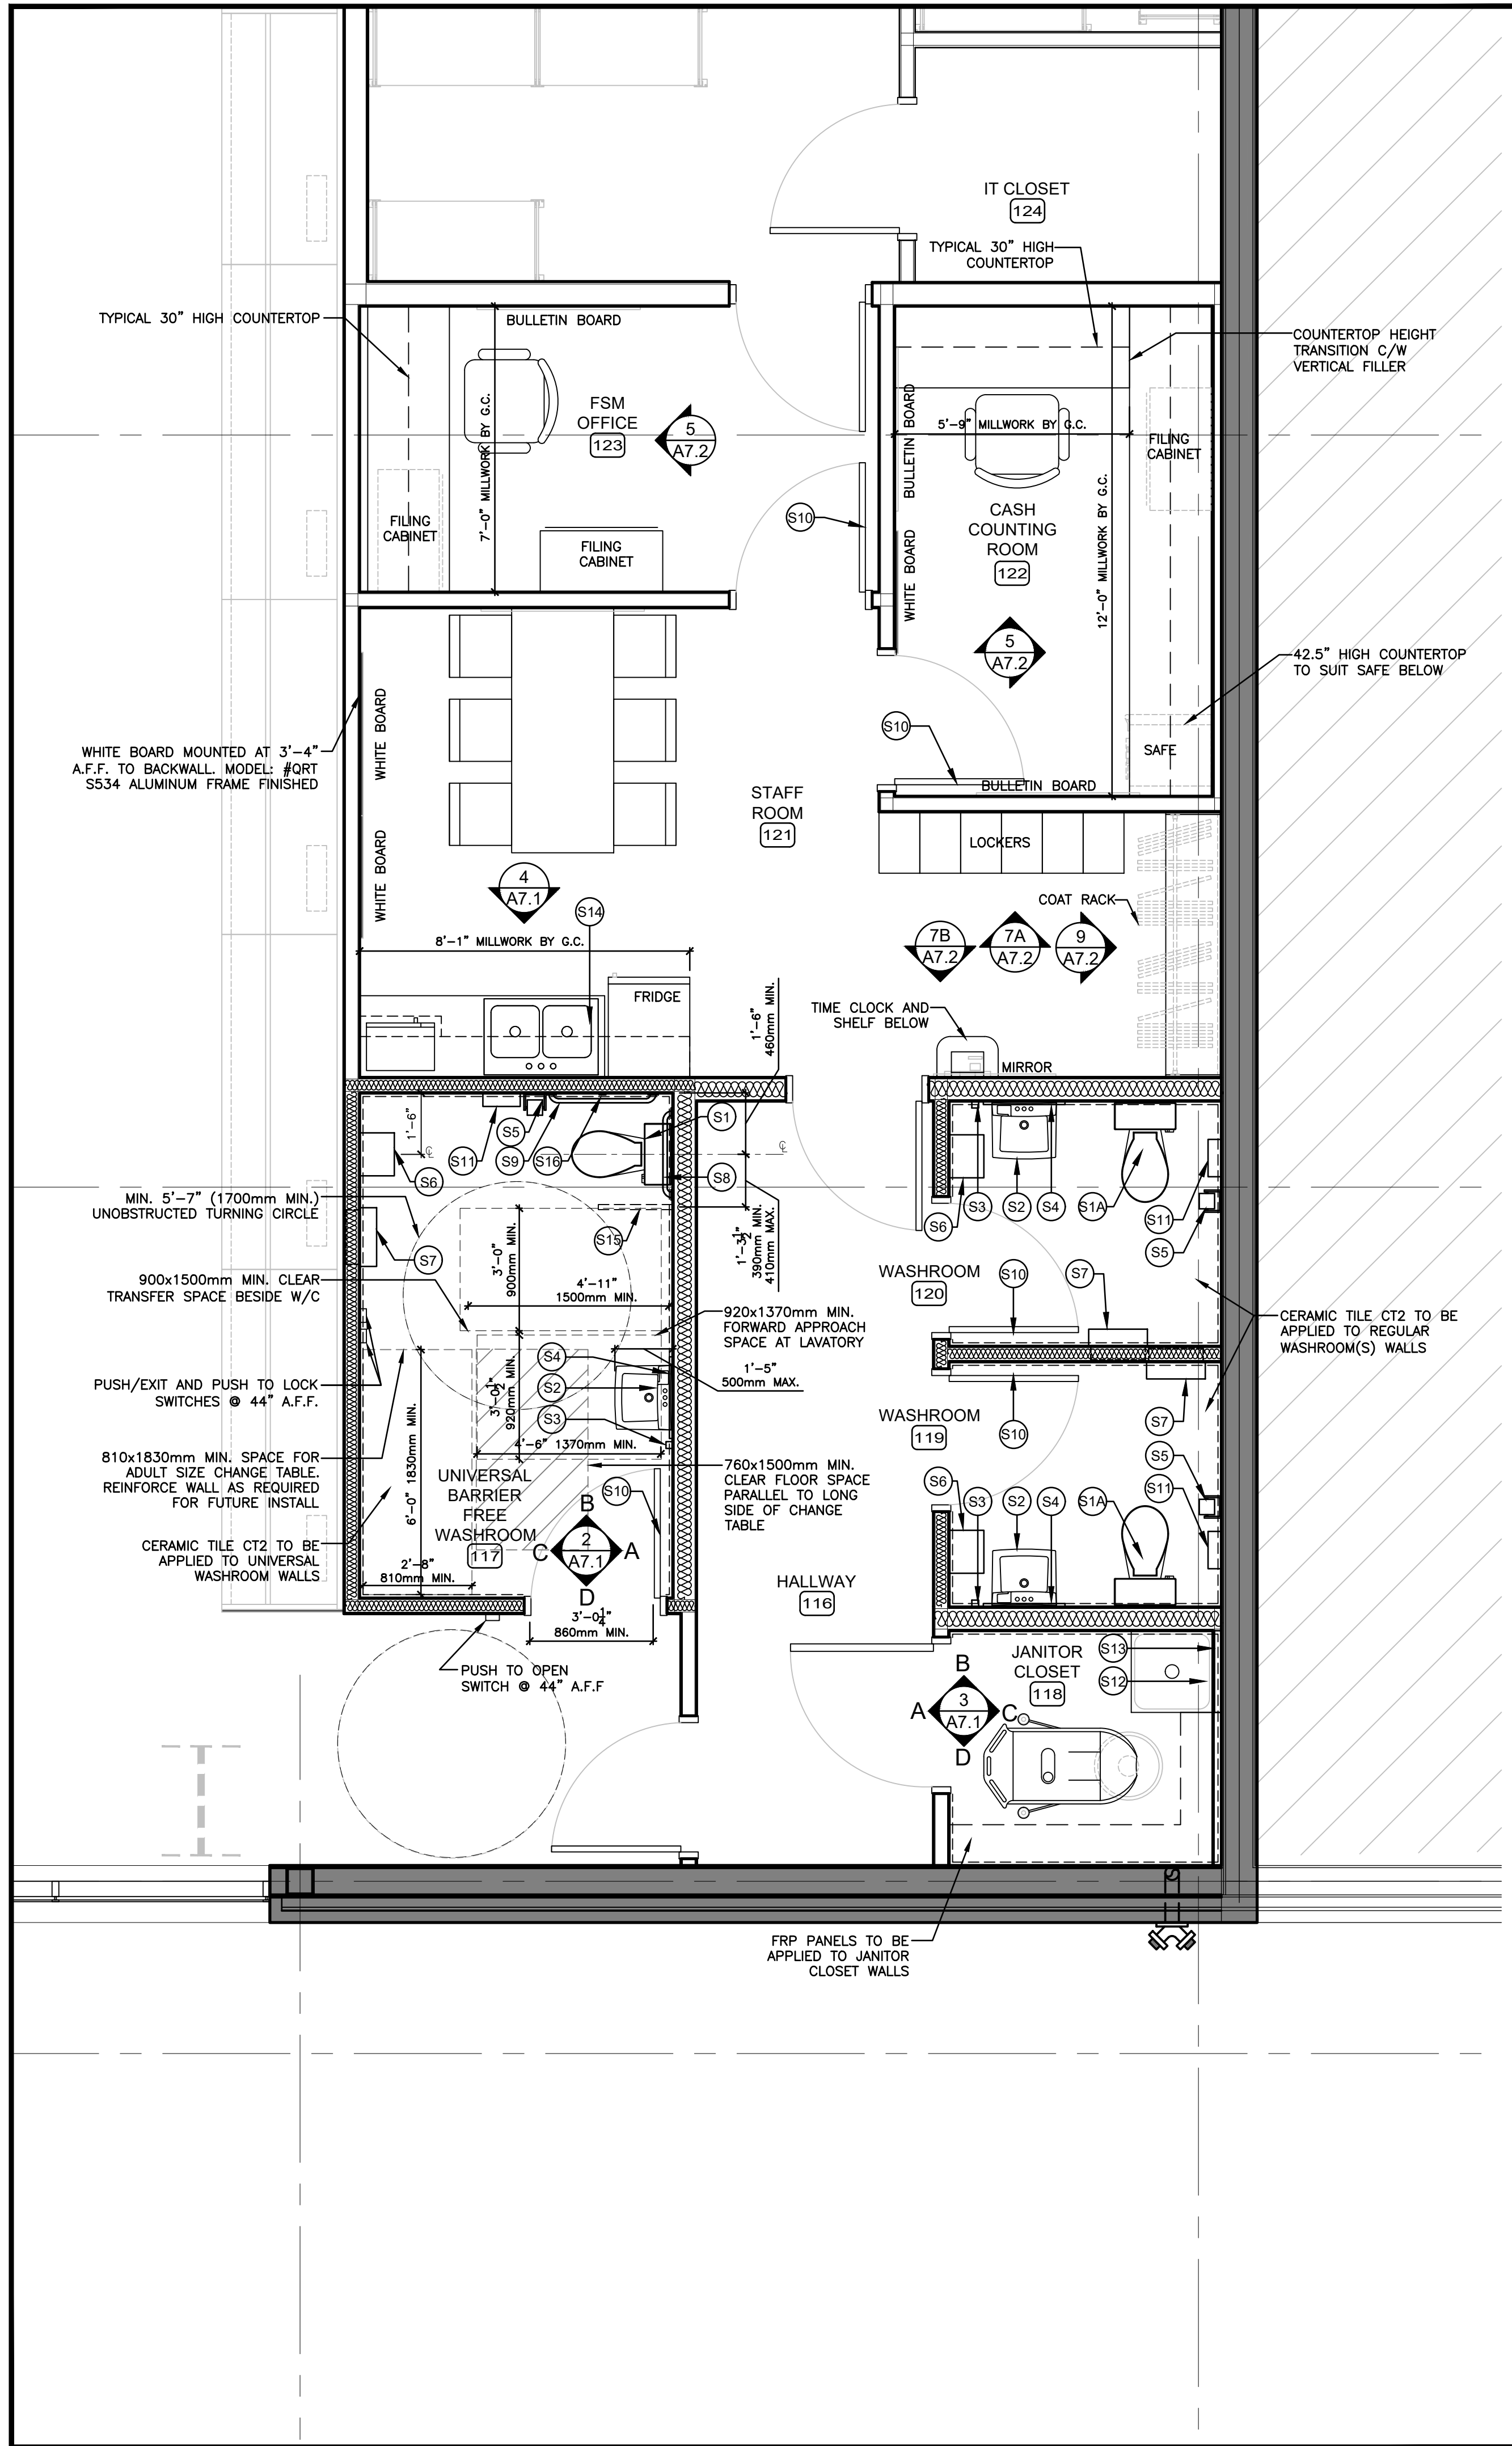 IT CLOSET
124
TYPICAL 30" HIGH
COUNTERTOP
TYPICAL 30" HIGH COUNTERTOP
BULLETIN BOARD
FSM
OFFICE
123
5
A7.2
7'-0" MILLWORK BY G.C.
FILING
CABINET
FILING
CABINET
S10
COUNTERTOP HEIGHT
TRANSITION C/W
VERTICAL FILLER
BULLETIN BOARD
5'-9" MILLWORK BY G.C.
FILING
CABINET
CASH
COUNTING
ROOM
122
WHITE BOARD
12'-0" MILLWORK BY G.C.
5
A7.2
42.5" HIGH COUNTERTOP
TO SUIT SAFE BELOW
S10
SAFE
BULLETIN BOARD
WHITE BOARD
WHITE BOARD MOUNTED AT 3'-4"
A.F.F. TO BACKWALL. MODEL: #QRT
S534 ALUMINUM FRAME FINISHED
WHITE BOARD
STAFF
ROOM
121
LOCKERS
4
A7.1
S14
COAT RACK
8'-1" MILLWORK BY G.C.
7B
A7.2
7A
A7.2
9
A7.2
FRIDGE
1'-6"
460mm MIN.
TIME CLOCK AND
SHELF BELOW
MIRROR
1'-6"
℄
S11
S5
S9
S16
S1
S8
℄
S6
MIN. 5'-7" (1700mm MIN.)
UNOBSTRUCTED TURNING CIRCLE
S7
S15
1'-3½"
390mm MIN.
410mm MAX.
900x1500mm MIN. CLEAR
TRANSFER SPACE BESIDE W/C
3'-0"
900mm MIN.
4'-11"
1500mm MIN.
920x1370mm MIN.
FORWARD APPROACH
SPACE AT LAVATORY
1'-5"
500mm MAX.
PUSH/EXIT AND PUSH TO LOCK
SWITCHES @ 44" A.F.F.
S4
S2
S3
3'-0½"
920mm MIN.
4'-6" 1370mm MIN.
810x1830mm MIN. SPACE FOR
ADULT SIZE CHANGE TABLE.
REINFORCE WALL AS REQUIRED
FOR FUTURE INSTALL
6'-0" 1830mm MIN.
UNIVERSAL
BARRIER
FREE
WASHROOM
117
S10
760x1500mm MIN.
CLEAR FLOOR SPACE
PARALLEL TO LONG
SIDE OF CHANGE
TABLE
CERAMIC TILE CT2 TO BE
APPLIED TO UNIVERSAL
WASHROOM WALLS
2'-8"
810mm MIN.
B
C
2
A7.1
A
D
3'-0¼"
860mm MIN.
PUSH TO OPEN
SWITCH @ 44" A.F.F
S6
S3
S2
S4
S1A
S11
S5
WASHROOM
120
S10
S7
CERAMIC TILE CT2 TO BE
APPLIED TO REGULAR
WASHROOM(S) WALLS
WASHROOM
119
S10
S7
S5
S6
S3
S2
S4
S1A
S11
HALLWAY
116
JANITOR
CLOSET
118
S13
S12
B
A
3
A7.1
C
D
FRP PANELS TO BE
APPLIED TO JANITOR
CLOSET WALLS